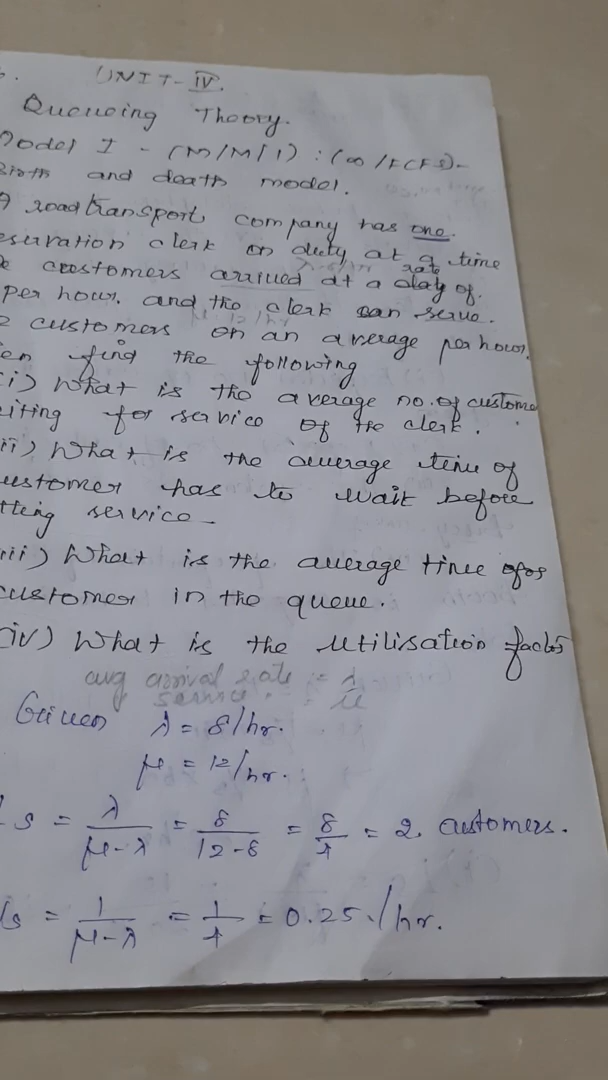 UNIT-IV.
Queueing Theory.
Model I - (M/M/1) : (∞/FCFS)-
Birth and death model.
A road transport company has one.
reservation clerk on duty at a time
customers arrived at a rate of.
per hour. and the clerk can serve.
customers on an average per hour.
find the following
i) What is the average no. of custome
for service of the clerk.
ii) What is the average time of
customer has to wait before
service-
iii) What is the average time
customer in the queue.
(iv) What is the utilisation factor
avg arrival rate = λ
service. = μ
Given λ = 8/hr.
μ = 12/hr.
Ls = λ/μ-λ = 8/12-8 = 8/4 = 2 customers.
= 1/μ-λ = 1/4 = 0.25 /hr.